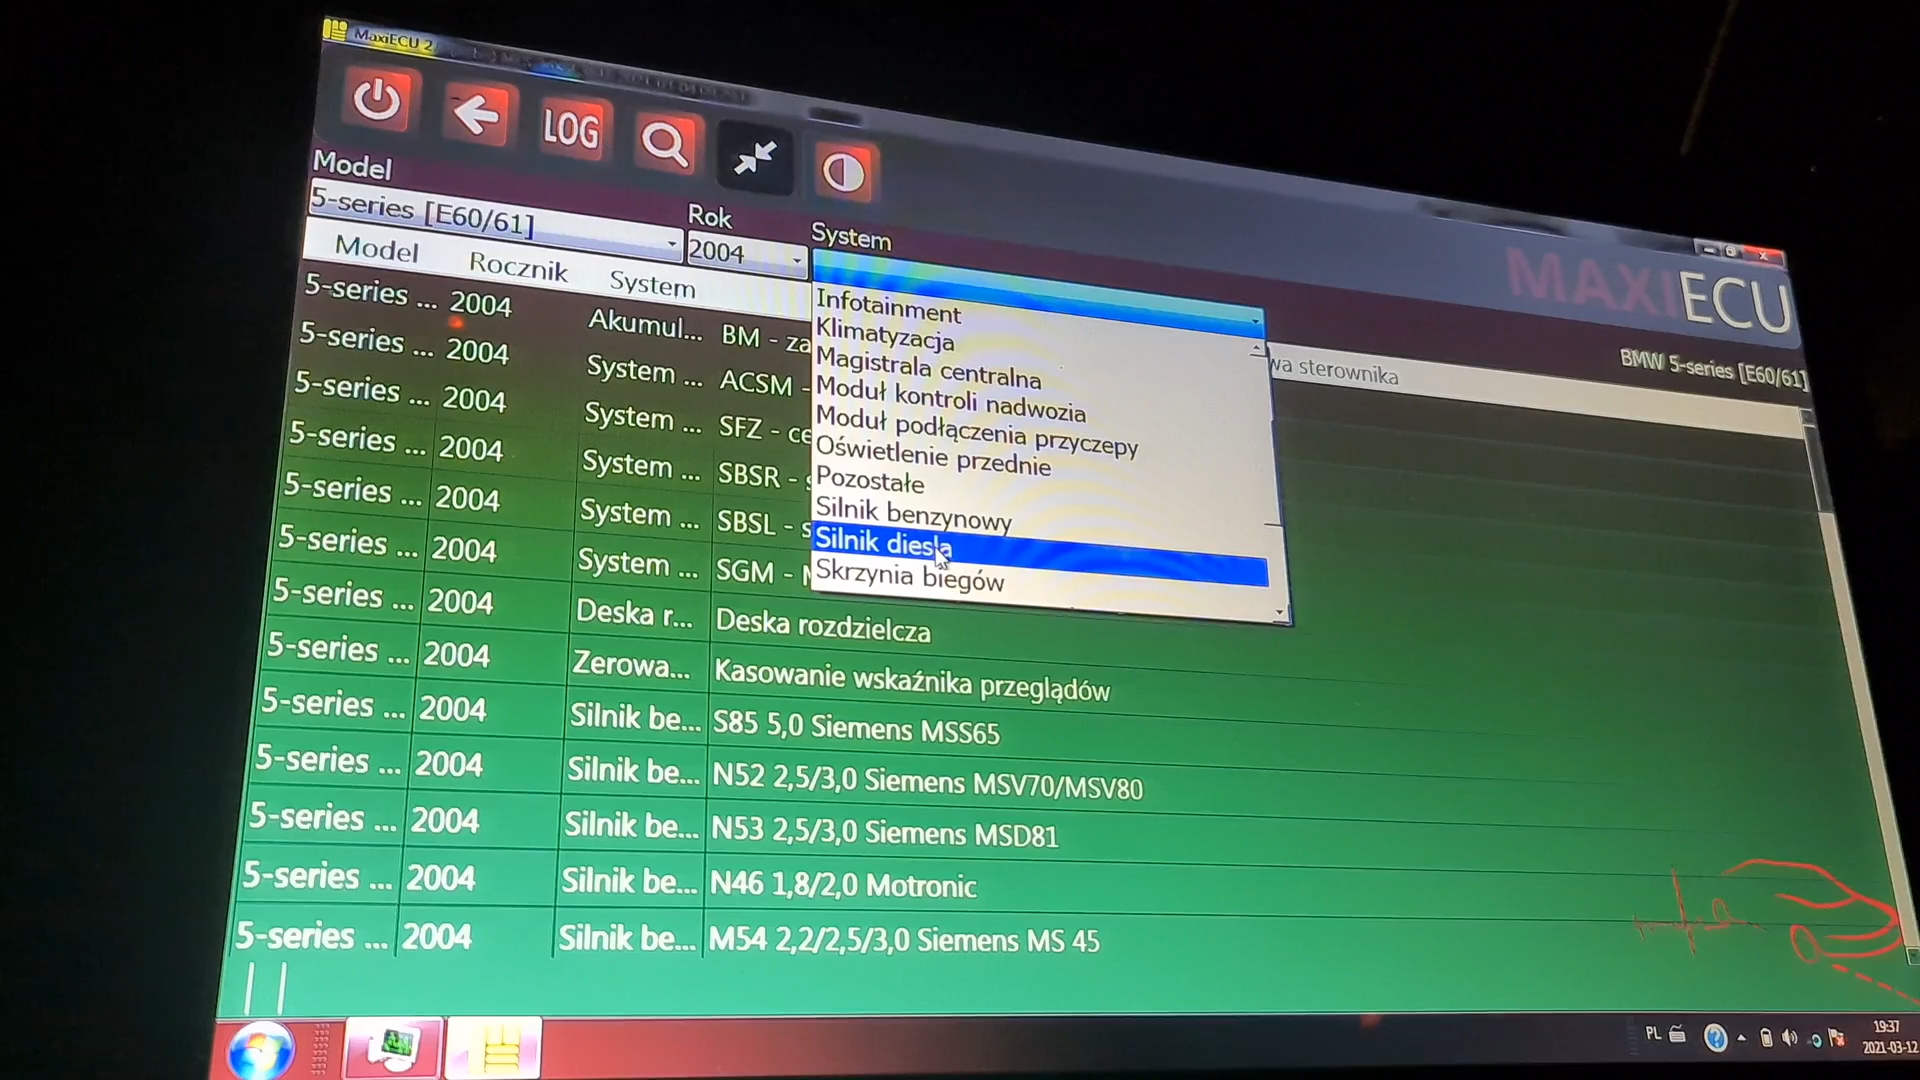 MaxiECU 2
LOG
Model
5-series [E60/61]
Rok
2004
System
MAXIECU
BMW 5-series [E60/61]
Model Rocznik System
wa sterownika
Infotainment
Klimatyzacja
Magistrala centralna
Moduł kontroli nadwozia
Moduł podłączenia przyczepy
Oświetlenie przednie
Pozostałe
Silnik benzynowy
Silnik diesla
Skrzynia biegów
5-series ... 2004 Akumul... BM - za
5-series ... 2004 System ... ACSM -
5-series ... 2004 System ... SFZ - ce
5-series ... 2004 System ... SBSR - s
5-series ... 2004 System ... SBSL - s
5-series ... 2004 System ... SGM - M
5-series ... 2004 Deska r... Deska rozdzielcza
5-series ... 2004 Zerowa... Kasowanie wskaźnika przeglądów
5-series ... 2004 Silnik be... S85 5,0 Siemens MSS65
5-series ... 2004 Silnik be... N52 2,5/3,0 Siemens MSV70/MSV80
5-series ... 2004 Silnik be... N53 2,5/3,0 Siemens MSD81
5-series ... 2004 Silnik be... N46 1,8/2,0 Motronic
5-series ... 2004 Silnik be... M54 2,2/2,5/3,0 Siemens MS 45
PL
19:37
2021-03-12